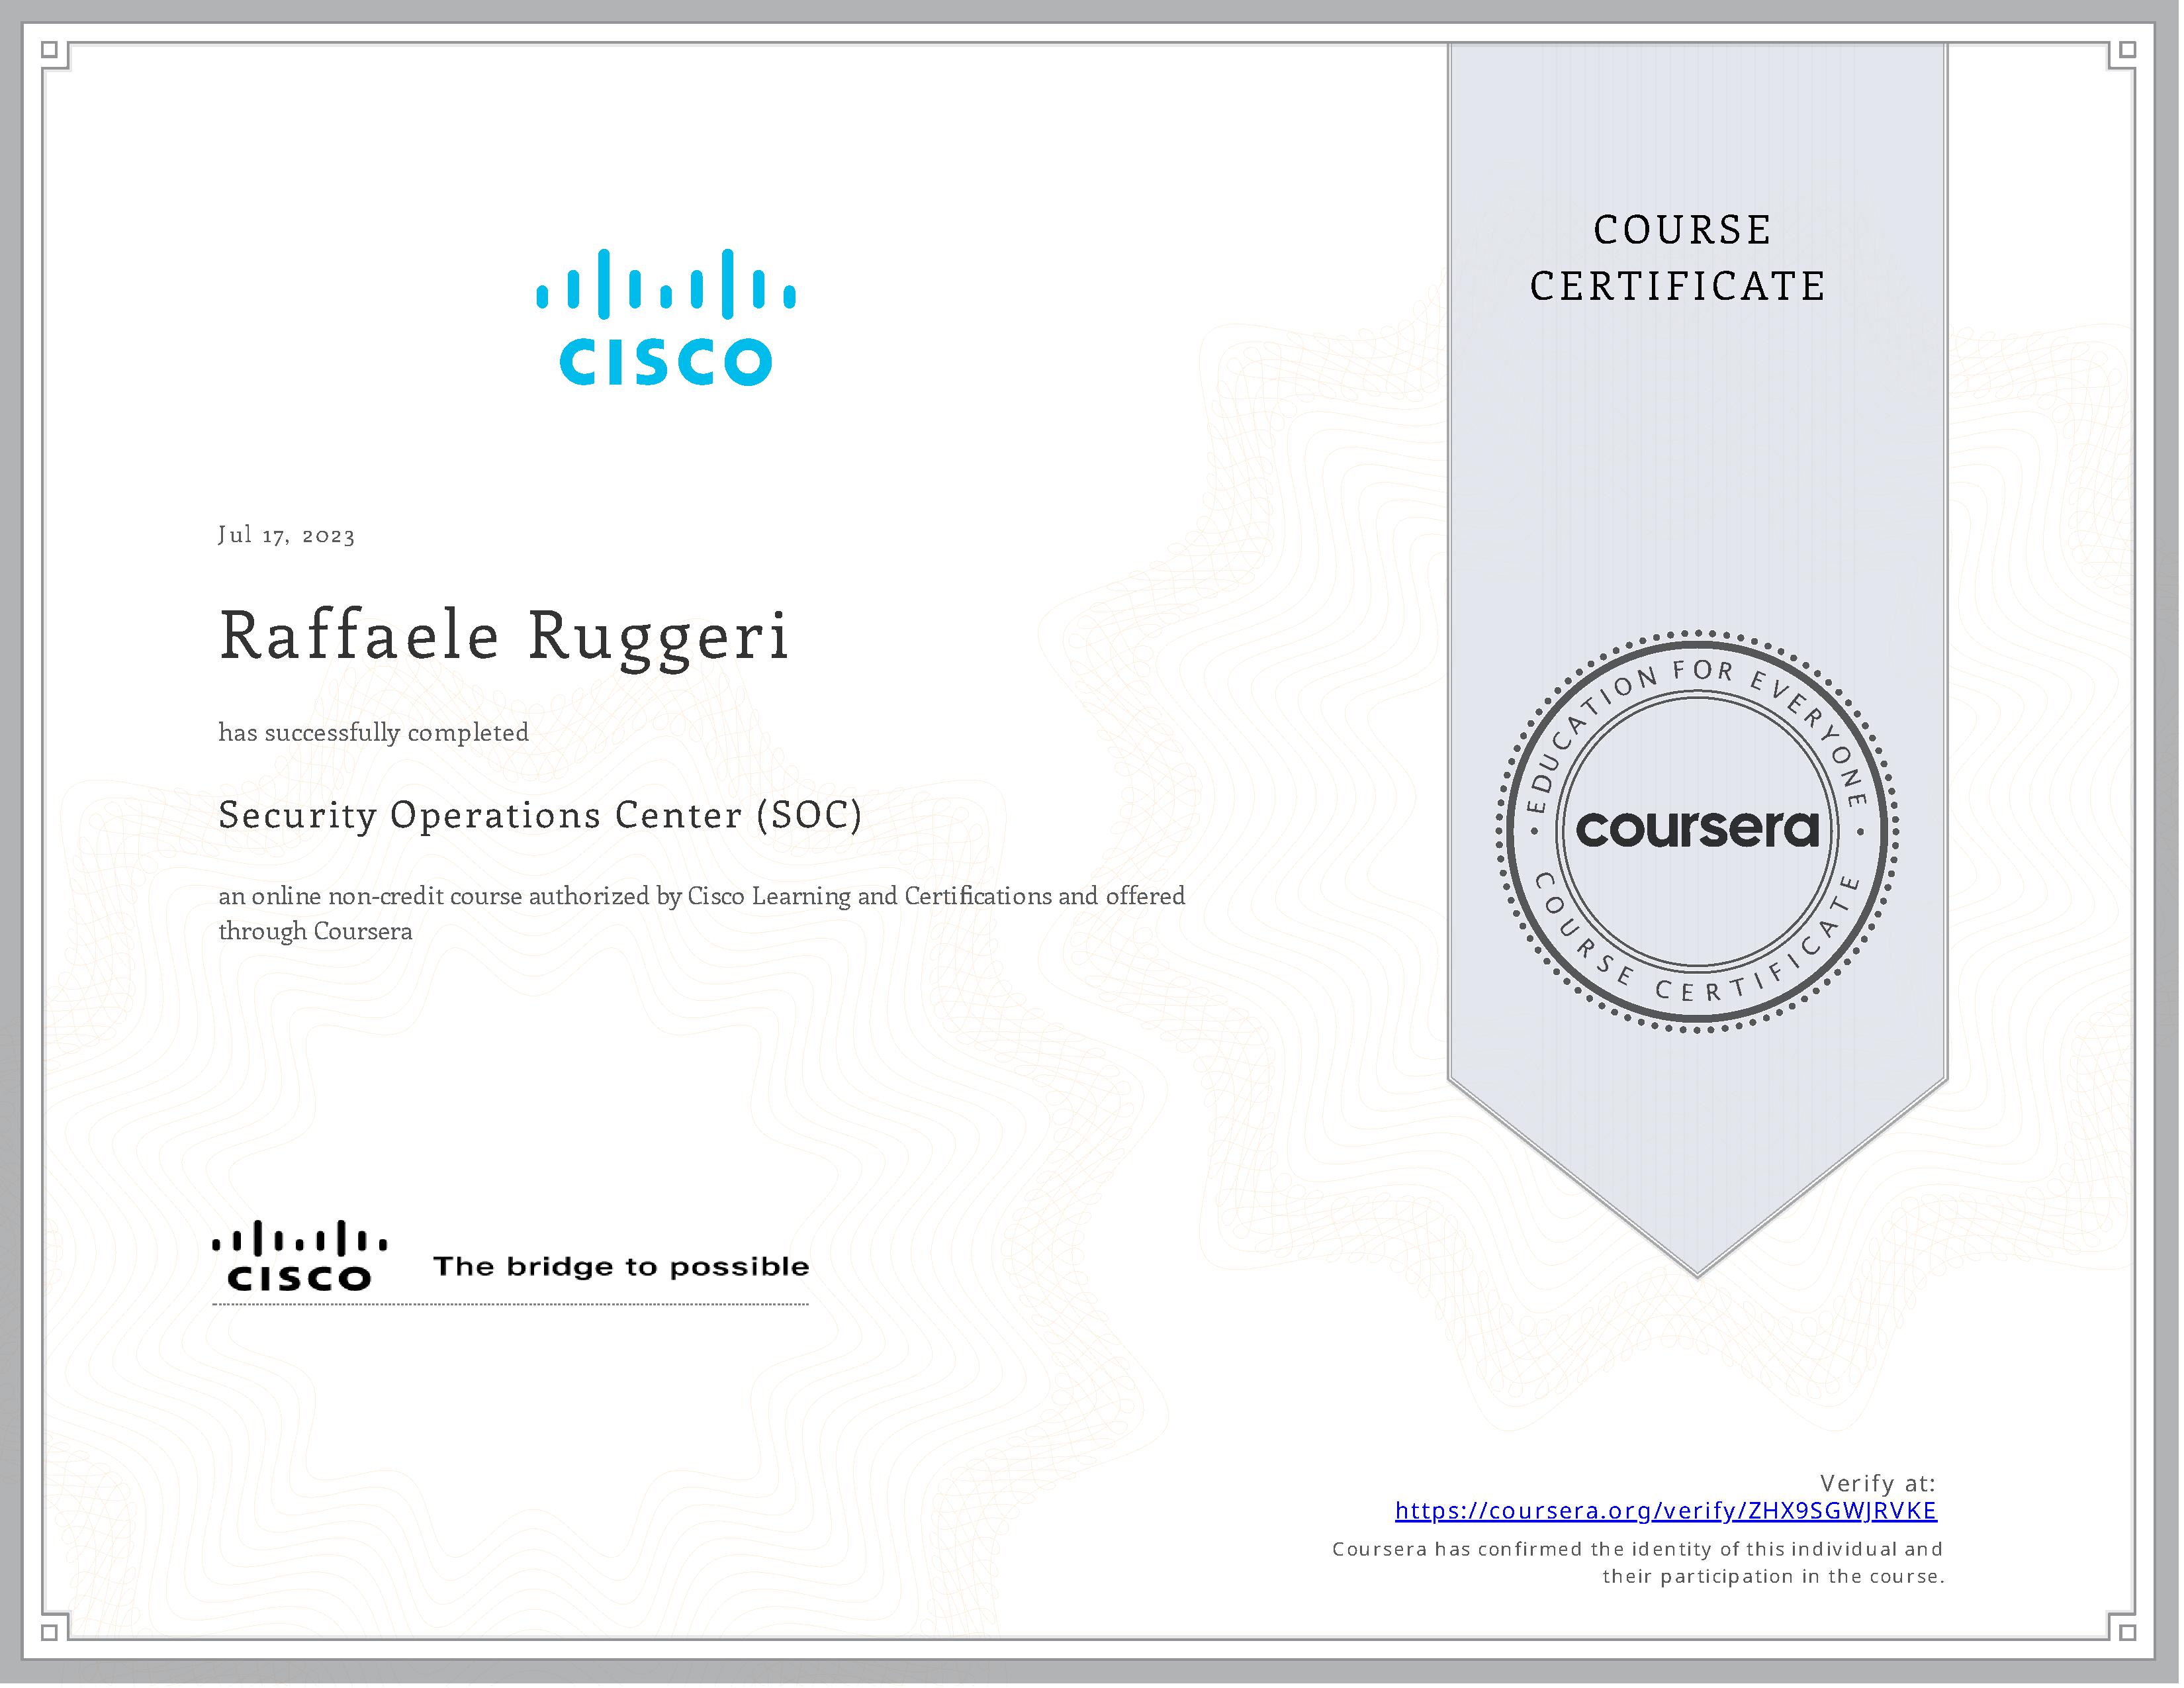 CISCO
COURSE
CERTIFICATE
Jul 17, 2023
Raffaele Ruggeri
has successfully completed
Security Operations Center (SOC)
an online non-credit course authorized by Cisco Learning and Certifications and offered
through Coursera
EDUCATION FOR EVERYONE
coursera
COURSE CERTIFICATE
CISCO
The bridge to possible
Verify at:
https://coursera.org/verify/ZHX9SGWJRVKE
Coursera has confirmed the identity of this individual and
their participation in the course.